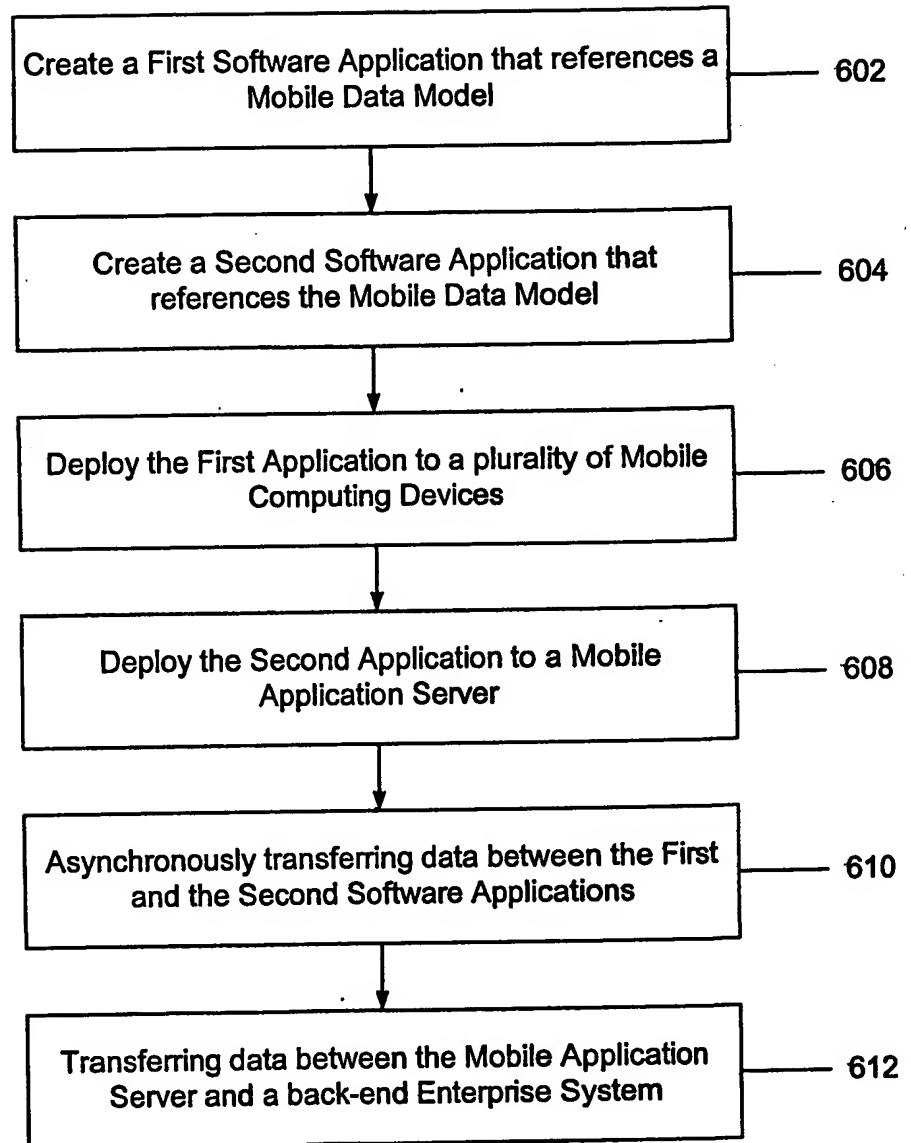 Create a First Software Application that references a
Mobile Data Model
602
Create a Second Software Application that
references the Mobile Data Model
604
Deploy the First Application to a plurality of Mobile
Computing Devices
606
Deploy the Second Application to a Mobile
Application Server
608
Asynchronously transferring data between the First
and the Second Software Applications
610
Transferring data between the Mobile Application
Server and a back-end Enterprise System
612